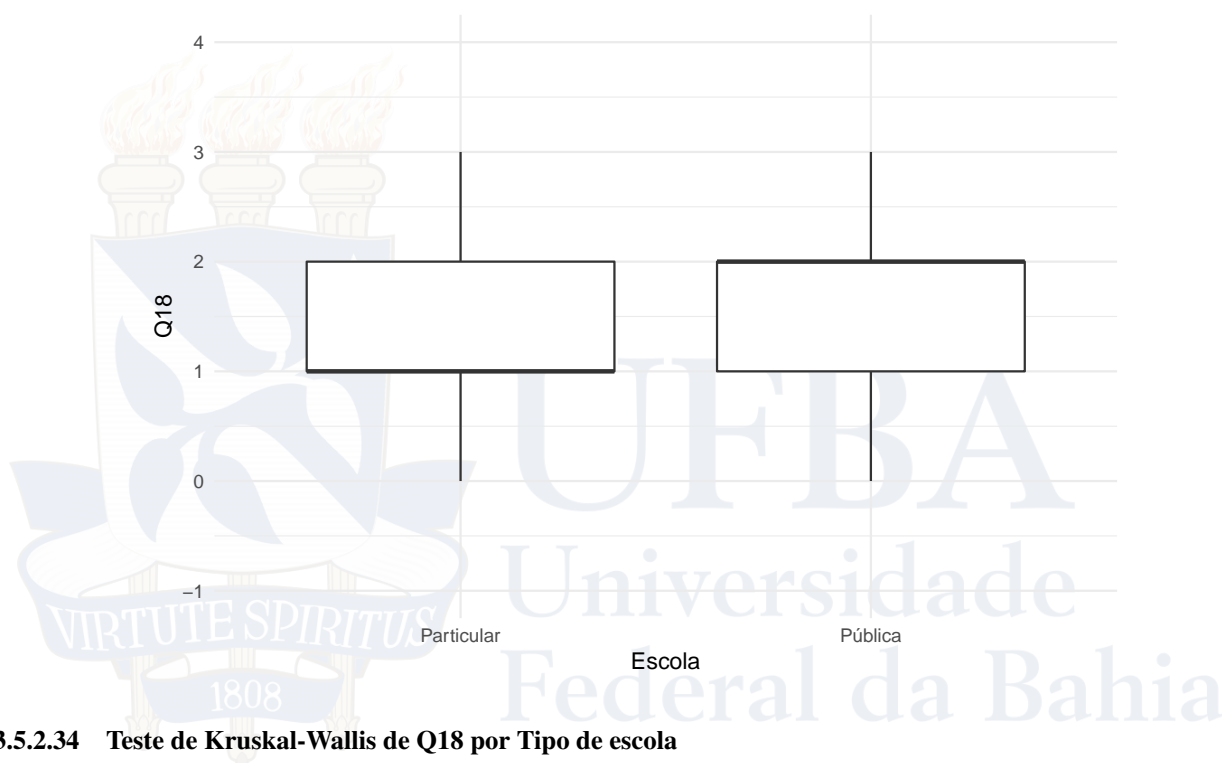 4
3
2
1
0
−1
Q18
Particular
Pública
Escola
UFBA
Universidade
Federal da Bahia
VIRTUTE SPIRITUS
1808
3.5.2.34 Teste de Kruskal-Wallis de Q18 por Tipo de escola